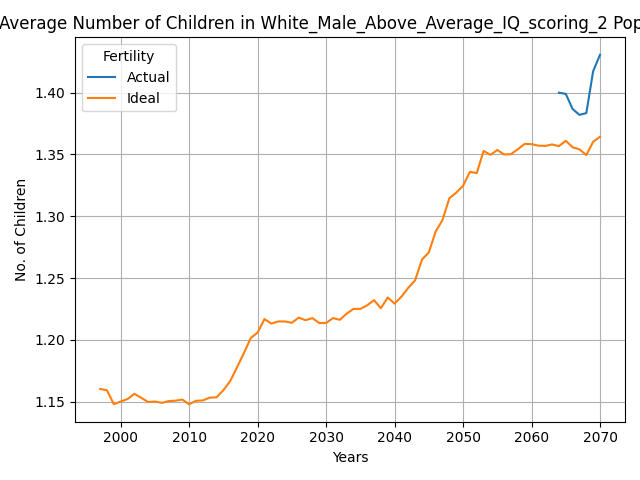 Average Number of Children in White_Male_Above_Average_IQ_scoring_2 Pop
Fertility
Actual
Ideal
No. of Children
1.40
1.35
1.30
1.25
1.20
1.15
2000 2010 2020 2030 2040 2050 2060 2070
Years